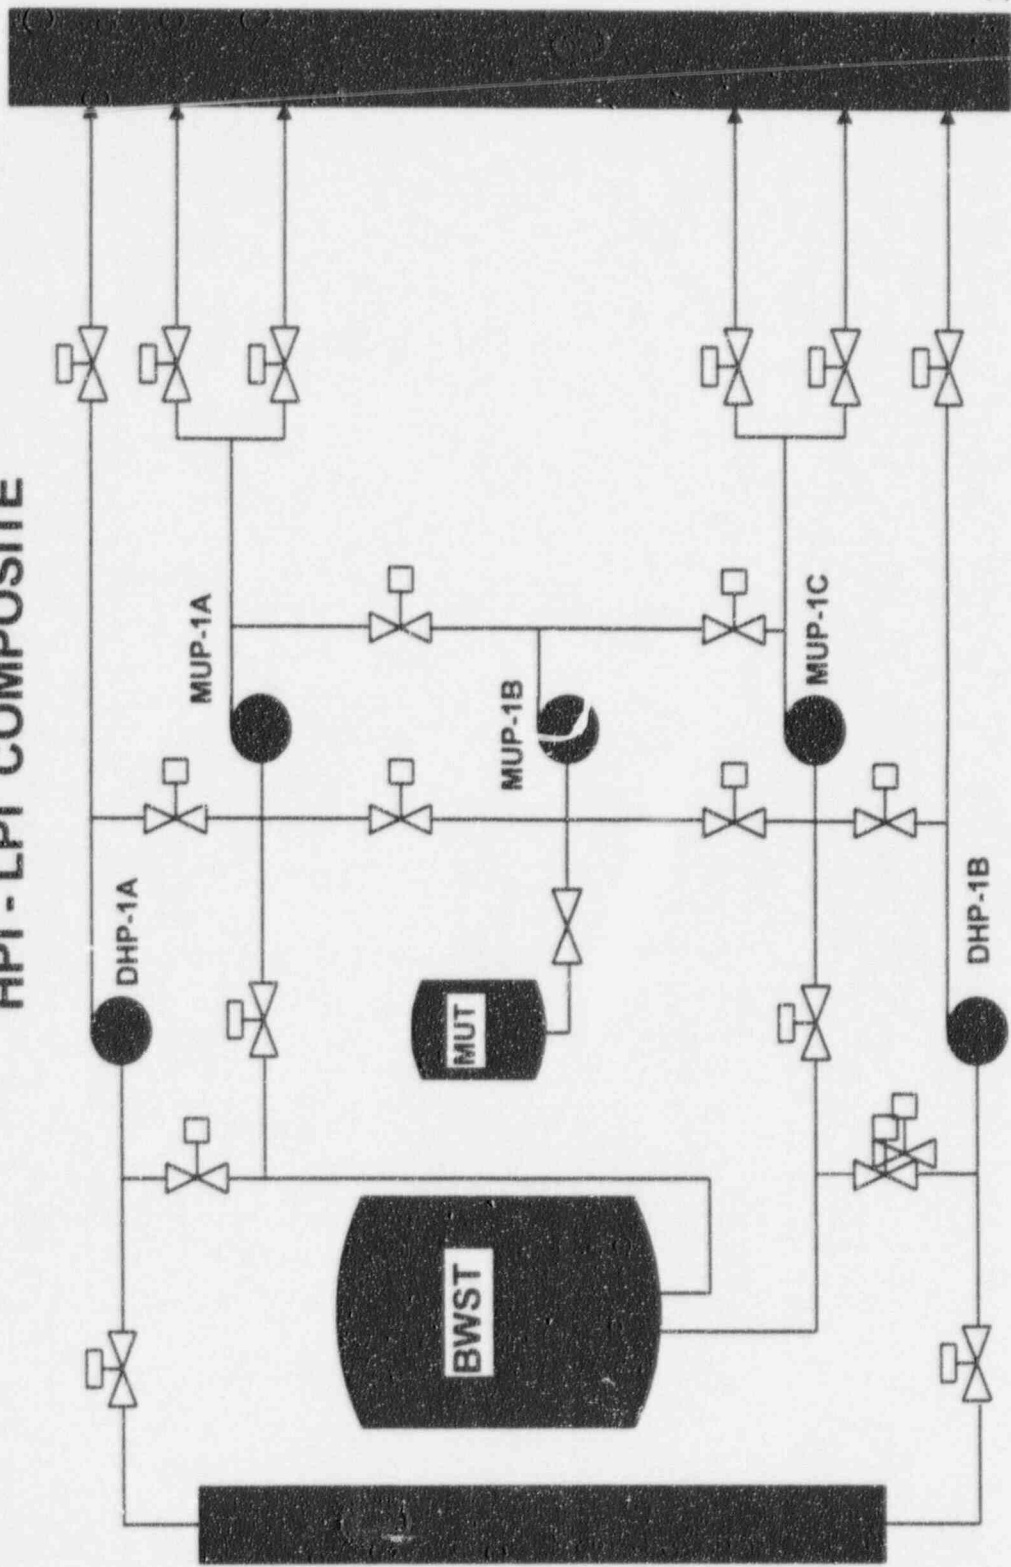 HPI - LPI COMPOSITE
DHP-1A
MUP-1A
MUP-1B
MUT
BWST
MUP-1C
DHP-1B